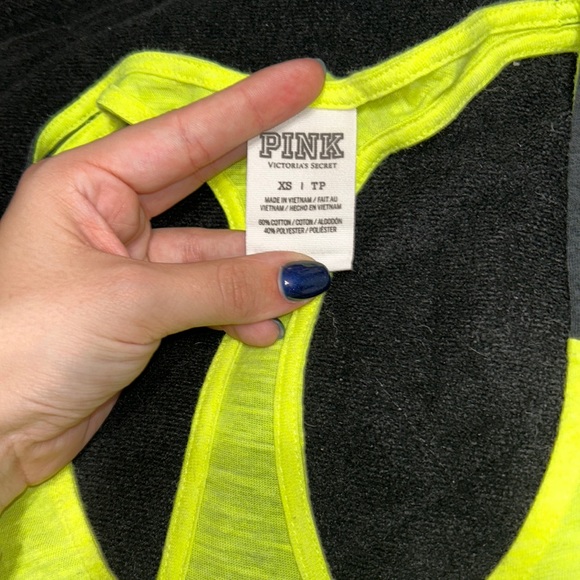 PINK
VICTORIA'S SECRET
XS | TP
MADE IN VIETNAM / FAIT AU
VIETNAM / HECHO EN VIETNAM
60% COTTON / COTON / ALGODÓN
40% POLYESTER / POLIÉSTER